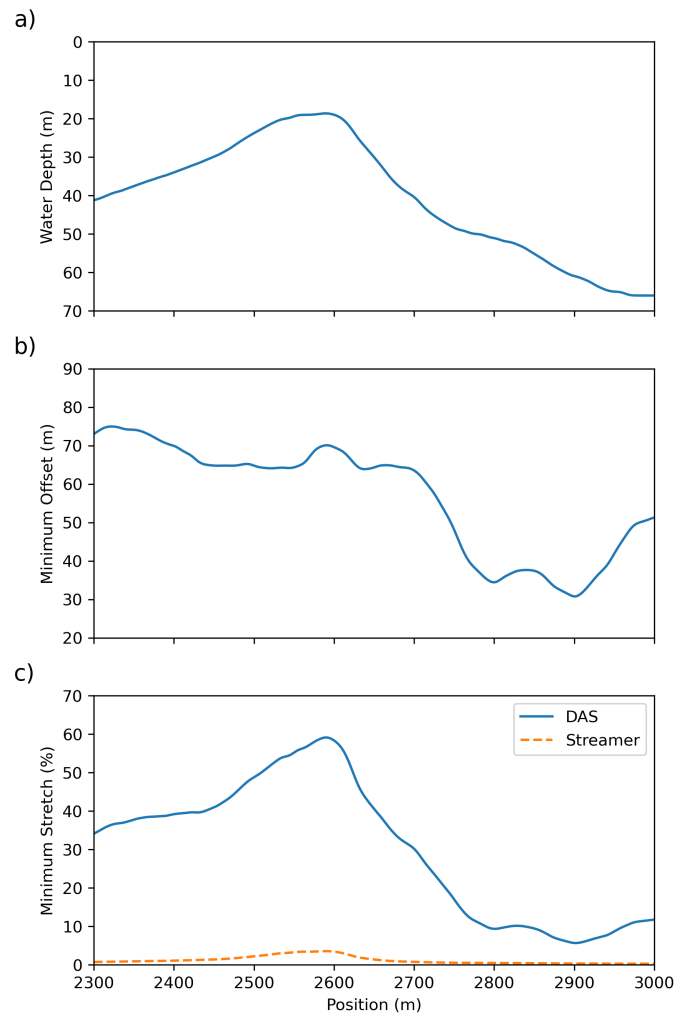 a)
0
10
20
30
40
50
60
70
Water Depth (m)
b)
90
80
70
60
50
40
30
20
Minimum Offset (m)
c)
70
60
50
40
30
20
10
0
Minimum Stretch (%)
DAS
Streamer
2300 2400 2500 2600 2700 2800 2900 3000
Position (m)